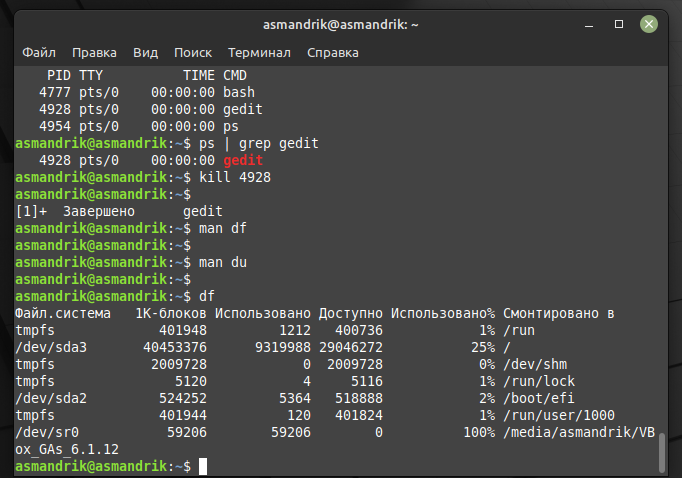 asmandrik@asmandrik: ~
Файл Правка Вид Поиск Терминал Справка
PID TTY TIME CMD
4777 pts/0 00:00:00 bash
4928 pts/0 00:00:00 gedit
4954 pts/0 00:00:00 ps
asmandrik@asmandrik:~$ ps | grep gedit
4928 pts/0 00:00:00 gedit
asmandrik@asmandrik:~$ kill 4928
asmandrik@asmandrik:~$
[1]+ Завершено gedit
asmandrik@asmandrik:~$ man df
asmandrik@asmandrik:~$
asmandrik@asmandrik:~$ man du
asmandrik@asmandrik:~$
asmandrik@asmandrik:~$ df
Файл.система 1K-блоков Использовано Доступно Использовано% Cмонтировано в
tmpfs 401948 1212 400736 1% /run
/dev/sda3 40453376 9319988 29046272 25% /
tmpfs 2009728 0 2009728 0% /dev/shm
tmpfs 5120 4 5116 1% /run/lock
/dev/sda2 524252 5364 518888 2% /boot/efi
tmpfs 401944 120 401824 1% /run/user/1000
/dev/sr0 59206 59206 0 100% /media/asmandrik/VB
ox_GAs_6.1.12
asmandrik@asmandrik:~$